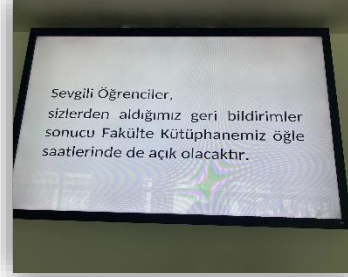 Sevgili Öğrenciler,
sizlerden aldığımız geri bildirimler
sonucu Fakülte Kütüphanemiz öğle
saatlerinde de açık olacaktır.